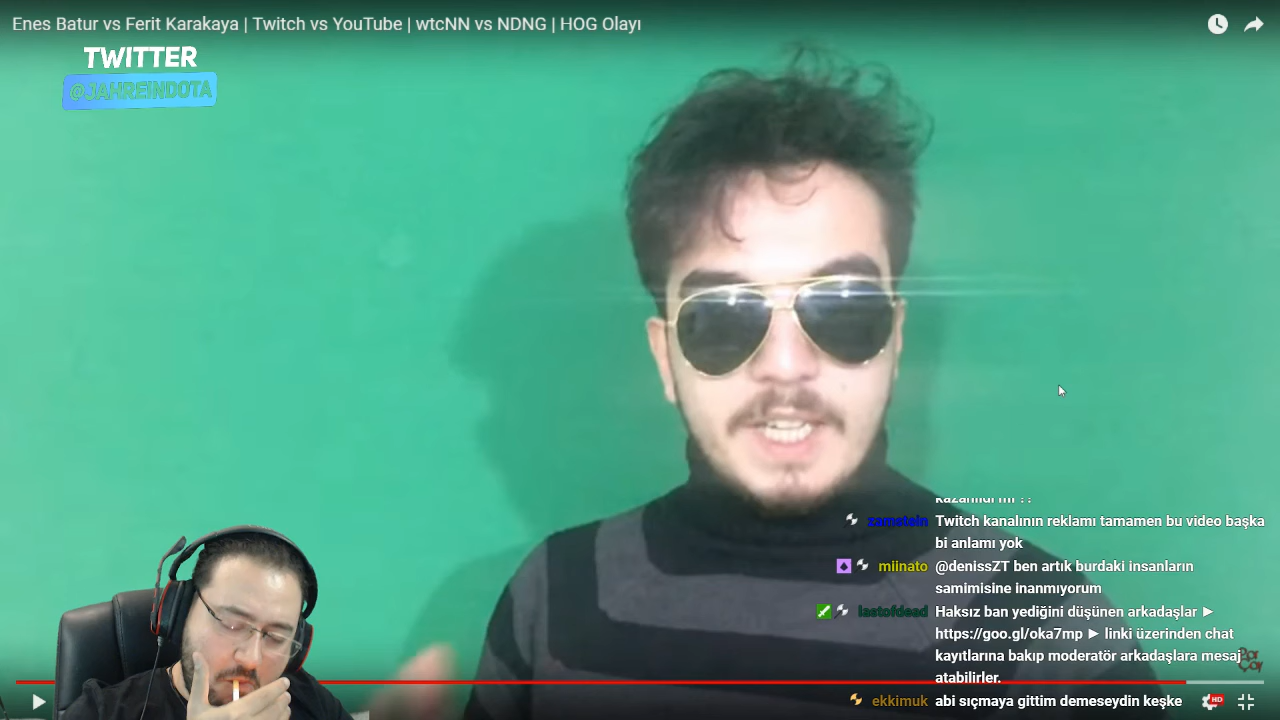 Enes Batur vs Ferit Karakaya | Twitch vs YouTube | wtcNN vs NDNG | HOG Olayı
TWITTER
@JAHREINDOTA
zamstein Twitch kanalının reklamı tamamen bu video başka
bi anlamı yok
miinato @denissZT ben artık burdaki insanların
samimisine inanmıyorum
lastofdead Haksız ban yediğini düşünen arkadaşlar ►
https://goo.gl/oka7mp ► linki üzerinden chat
kayıtlarına bakıp moderatör arkadaşlara mesaj
atabilirler.
ekkimuk abi sıçmaya gittim demeseydin keşke
HD